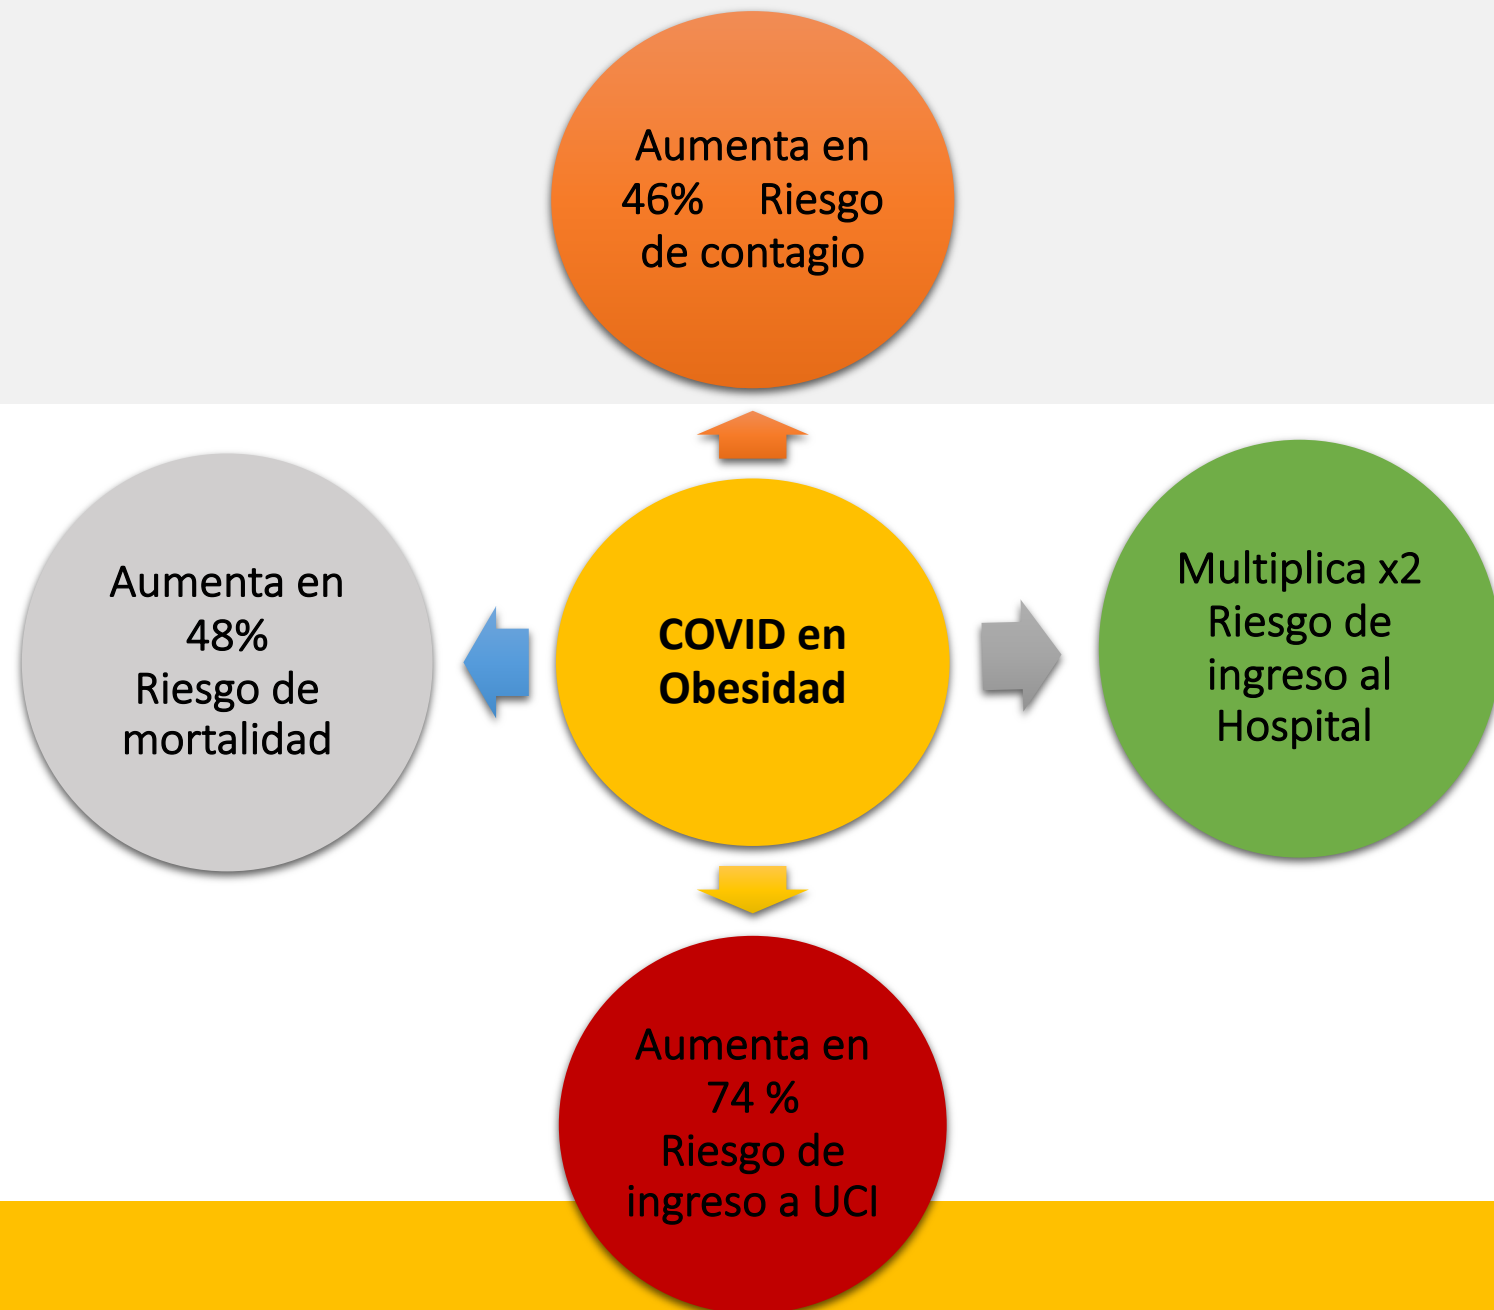 Aumenta en
46% Riesgo
de contagio
Aumenta en
48%
Riesgo de
mortalidad
COVID en
Obesidad
Multiplica x2
Riesgo de
ingreso al
Hospital
Aumenta en
74 %
Riesgo de
ingreso a UCI